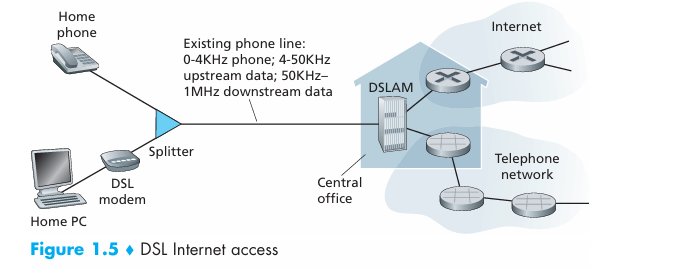 Home
phone
Existing phone line:
0-4KHz phone; 4-50KHz
upstream data; 50KHz–
1MHz downstream data
Internet
DSLAM
Splitter
DSL
modem
Home PC
Central
office
Telephone
network
Figure 1.5 ♦ DSL Internet access